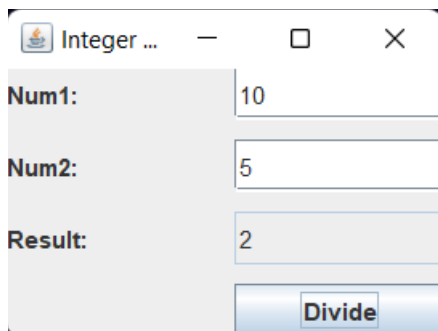 Integer ...
Num1: 10
Num2: 5
Result: 2
Divide